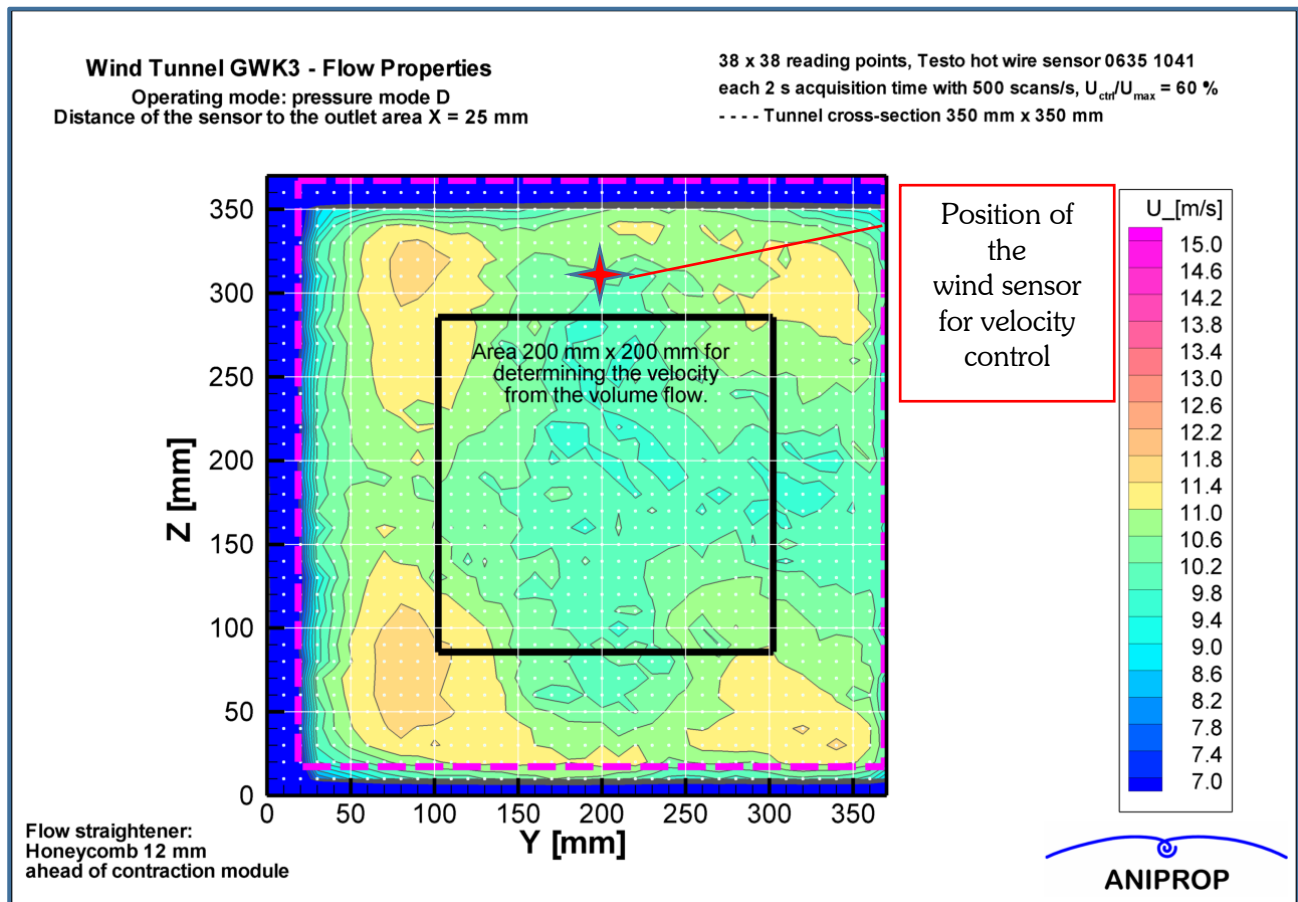 Wind Tunnel GWK3 - Flow Properties
Operating mode: pressure mode D
Distance of the sensor to the outlet area X = 25 mm
38 x 38 reading points, Testo hot wire sensor 0635 1041
each 2 s acquisition time with 500 scans/s, U_ctrl/U_max = 60 %
- - - - Tunnel cross-section 350 mm x 350 mm
Position of
the
wind sensor
for velocity
control
U_[m/s]
15.0
14.6
14.2
13.8
13.4
13.0
12.6
12.2
11.8
11.4
11.0
10.6
10.2
9.8
9.4
9.0
8.6
8.2
7.8
7.4
7.0
Area 200 mm x 200 mm for
determining the velocity
from the volume flow.
Z [mm]
350
300
250
200
150
100
50
0
0 50 100 150 200 250 300 350
Y [mm]
Flow straightener:
Honeycomb 12 mm
ahead of contraction module
ANIPROP